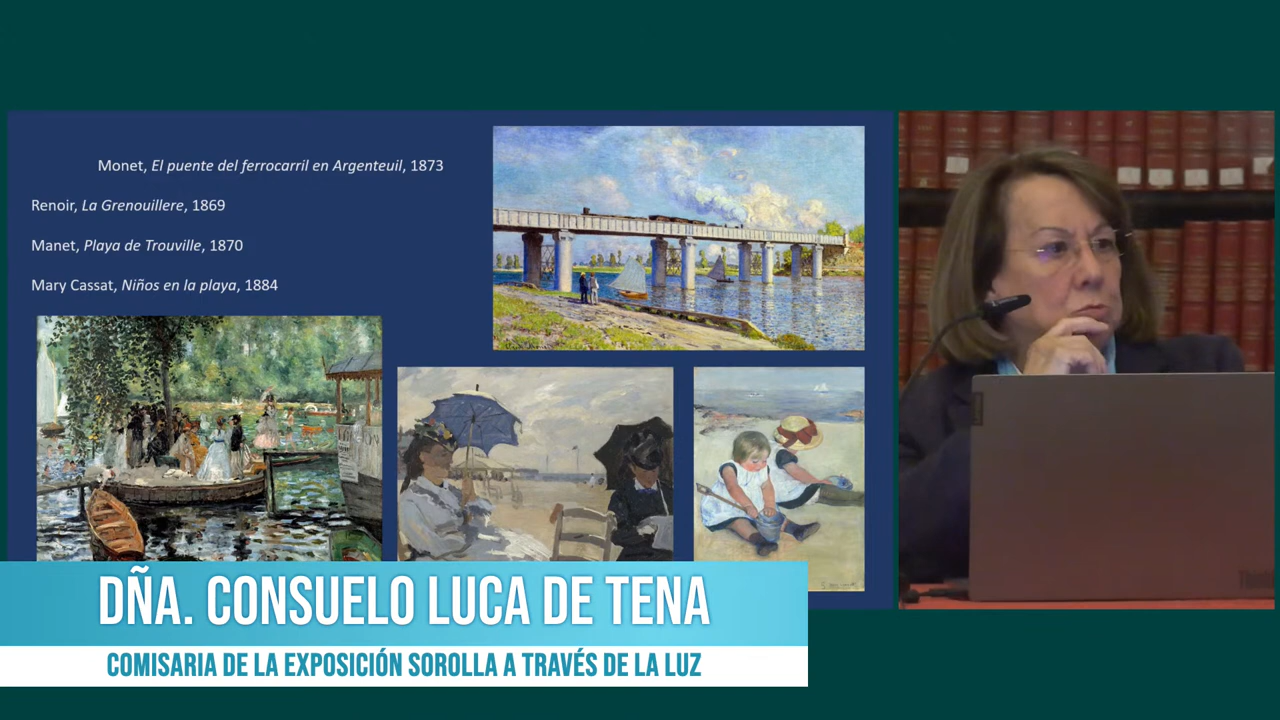 Monet, El puente del ferrocarril en Argenteuil, 1873
Renoir, La Grenouillere, 1869
Manet, Playa de Trouville, 1870
Mary Cassat, Niños en la playa, 1884
DÑA. CONSUELO LUCA DE TENA
COMISARIA DE LA EXPOSICIÓN SOROLLA A TRAVÉS DE LA LUZ